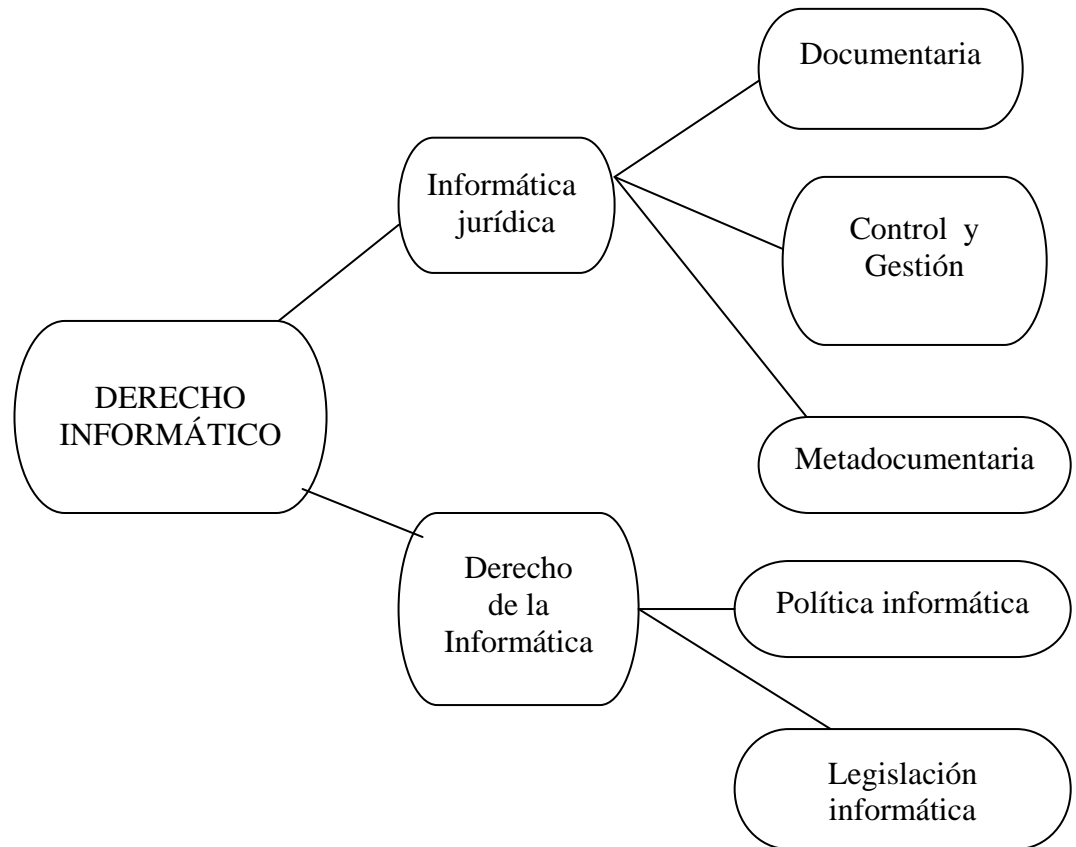 Documentaria
Informática
jurídica
Control y
Gestión
DERECHO
INFORMÁTICO
Metadocumentaria
Derecho
de la
Informática
Política informática
Legislación
informática